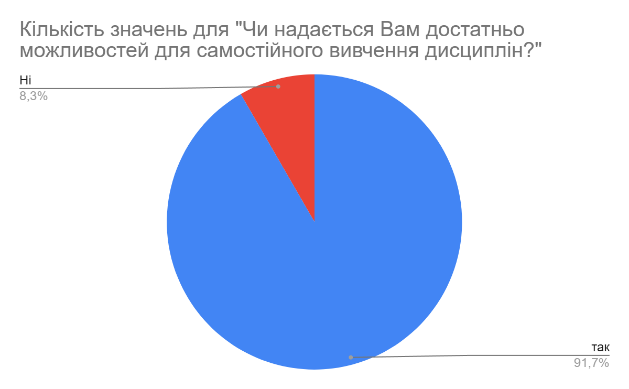 Кількість значень для "Чи надається Вам достатньо
можливостей для самостійного вивчення дисциплін?"
Ні
8,3%
так
91,7%